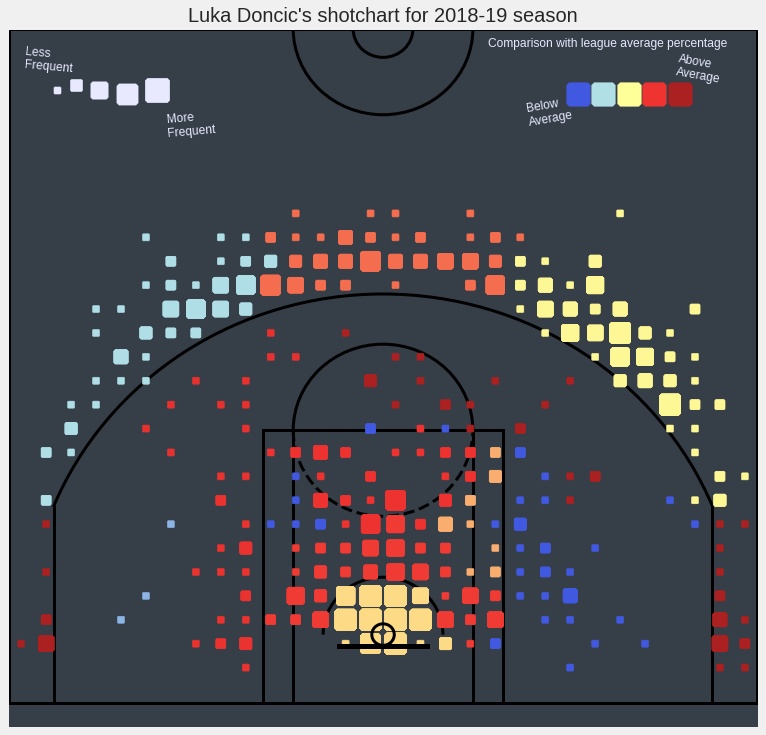 Luka Doncic's shotchart for 2018-19 season
Less
Frequent
More
Frequent
Comparison with league average percentage
Above
Average
Below
Average